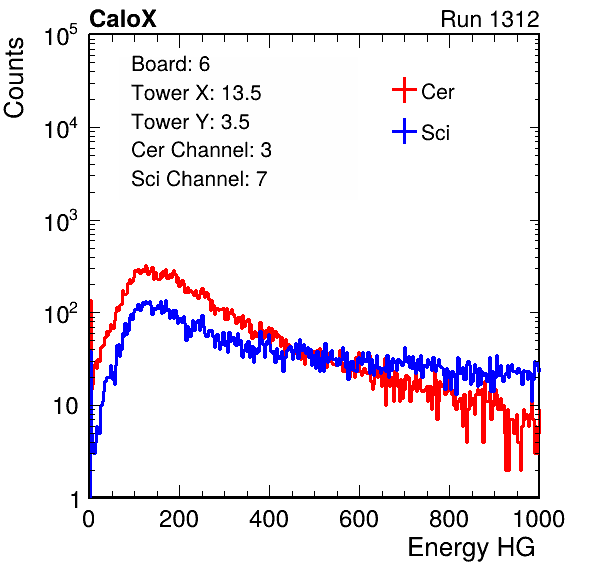 CaloX Run 1312
Counts
10^5
10^4
10^3
10^2
10
1
Board: 6
Tower X: 13.5
Tower Y: 3.5
Cer Channel: 3
Sci Channel: 7
Cer
Sci
0 200 400 600 800 1000
Energy HG